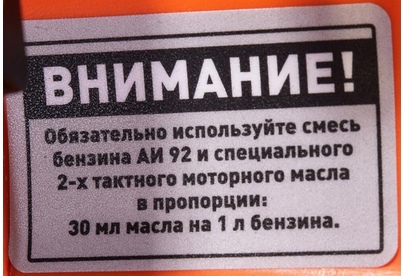 ВНИМАНИЕ!
Обязательно используйте смесь
бензина АИ 92 и специального
2-х тактного моторного масла
в пропорции:
30 мл масла на 1 л бензина.